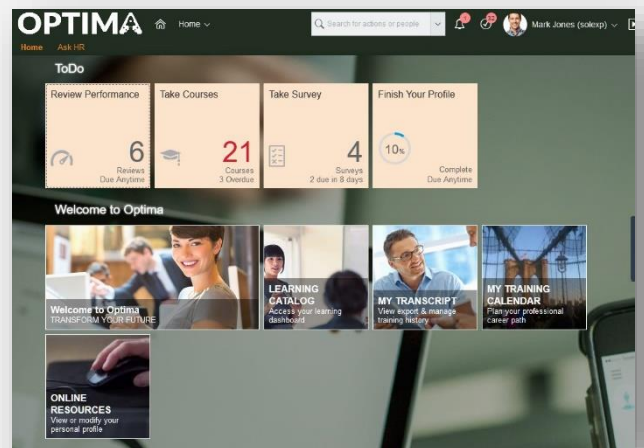 OPTIMA
Home
Search for actions or people
Mark Jones (solexp)
Home
Ask HR
ToDo
Review Performance
6
Reviews
Due Anytime
Take Courses
21
Courses
3 Overdue
Take Survey
4
Surveys
2 due in 8 days
Finish Your Profile
10%
Complete
Due Anytime
Welcome to Optima
Welcome to Optima
TRANSFORM YOUR FUTURE
LEARNING
CATALOG
Access your learning
dashboard
MY TRANSCRIPT
View export & manage
training history
MY TRAINING
CALENDAR
Plan your professional
career path
ONLINE
RESOURCES
View or modify your
personal profile